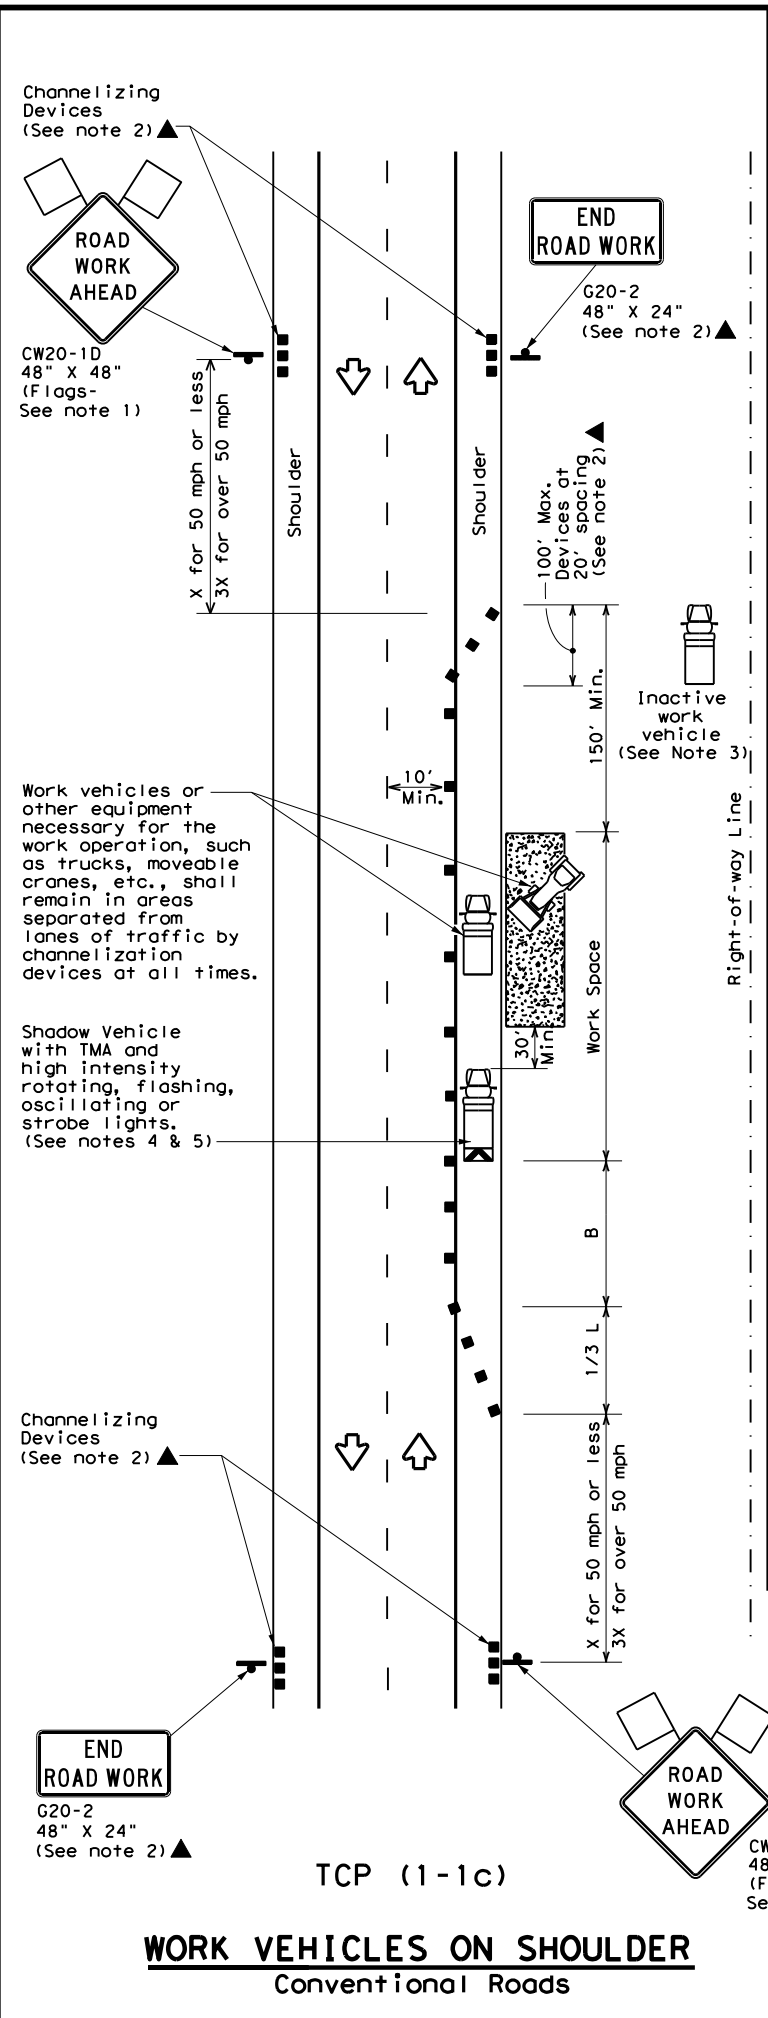 Channelizing
Devices
(See note 2)
ROAD
WORK
AHEAD
CW20-1D
48" X 48"
(Flags-
See note 1)
END
ROAD WORK
G20-2
48" X 24"
(See note 2)
X for 50 mph or less
3X for over 50 mph
Shoulder
Shoulder
100' Max.
Devices at
20' spacing
(See note 2)
150' Min.
Inactive
work
vehicle
(See Note 3)
10'
Min.
Work vehicles or
other equipment
necessary for the
work operation, such
as trucks, moveable
cranes, etc., shall
remain in areas
separated from
lanes of traffic by
channelization
devices at all times.
Right-of-way Line
Work Space
30'
Min.
Shadow Vehicle
with TMA and
high intensity
rotating, flashing,
oscillating or
strobe lights.
(See notes 4 & 5)
B
1/3 L
Channelizing
Devices
(See note 2)
X for 50 mph or less
3X for over 50 mph
END
ROAD WORK
G20-2
48" X 24"
(See note 2)
ROAD
WORK
AHEAD
CW
48
(F
Se
TCP (1-1c)
WORK VEHICLES ON SHOULDER
Conventional Roads